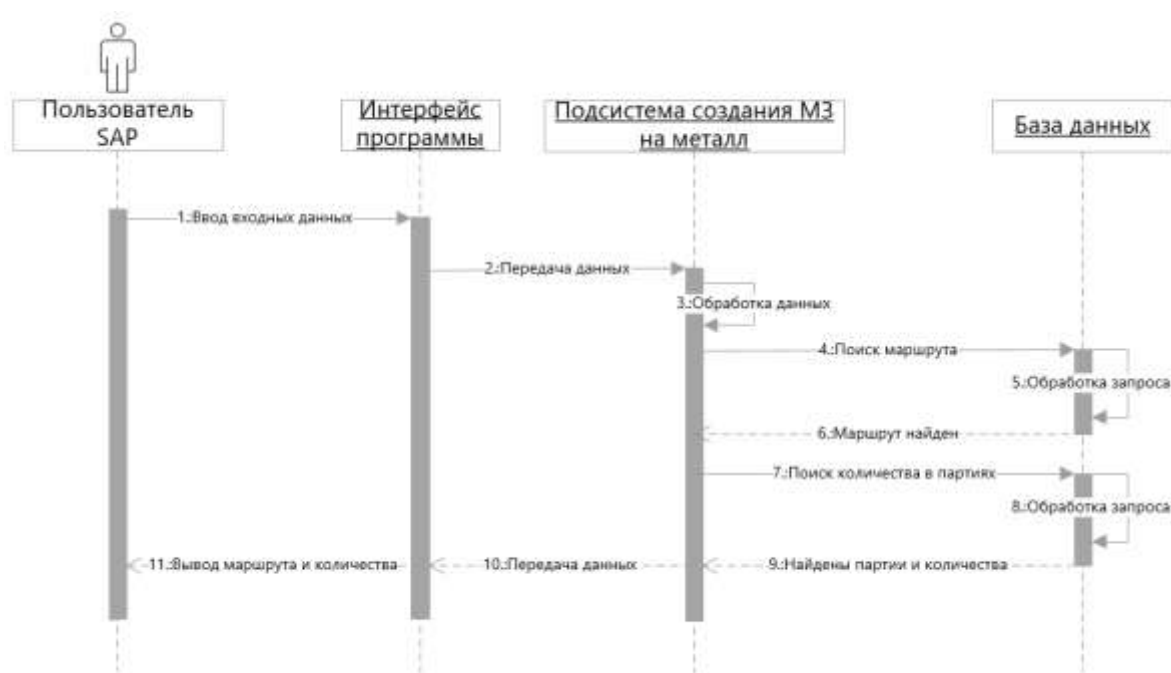 Пользователь
SAP
Интерфейс
программы
Подсистема создания МЗ
на металл
База данных
1.:Ввод входных данных
2.:Передача данных
3.:Обработка данных
4.:Поиск маршрута
5.:Обработка запроса
6.:Маршрут найден
7.:Поиск количества в партиях
8.:Обработка запроса
11.:Вывод маршрута и количества
10.:Передача данных
9.:Найдены партии и количества